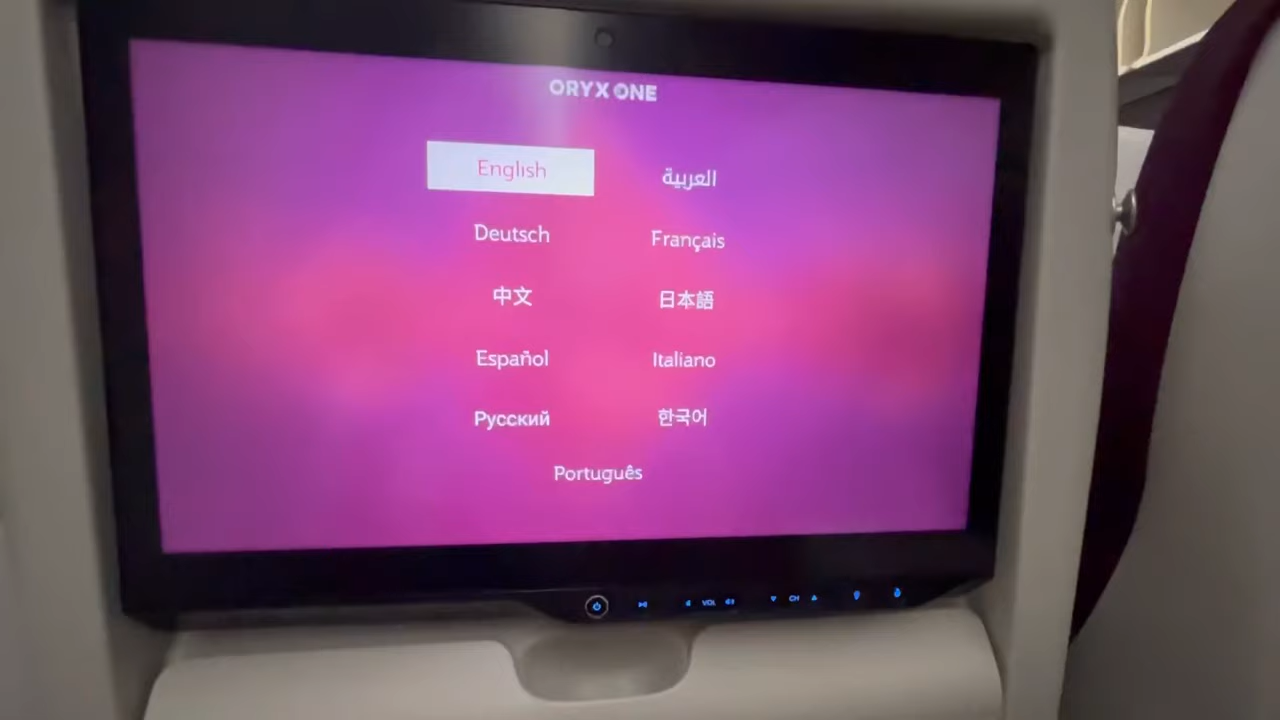 ORYX ONE
English
العربية
Deutsch
Français
中文
日本語
Español
Italiano
Русский
한국어
Português
VOL
CH